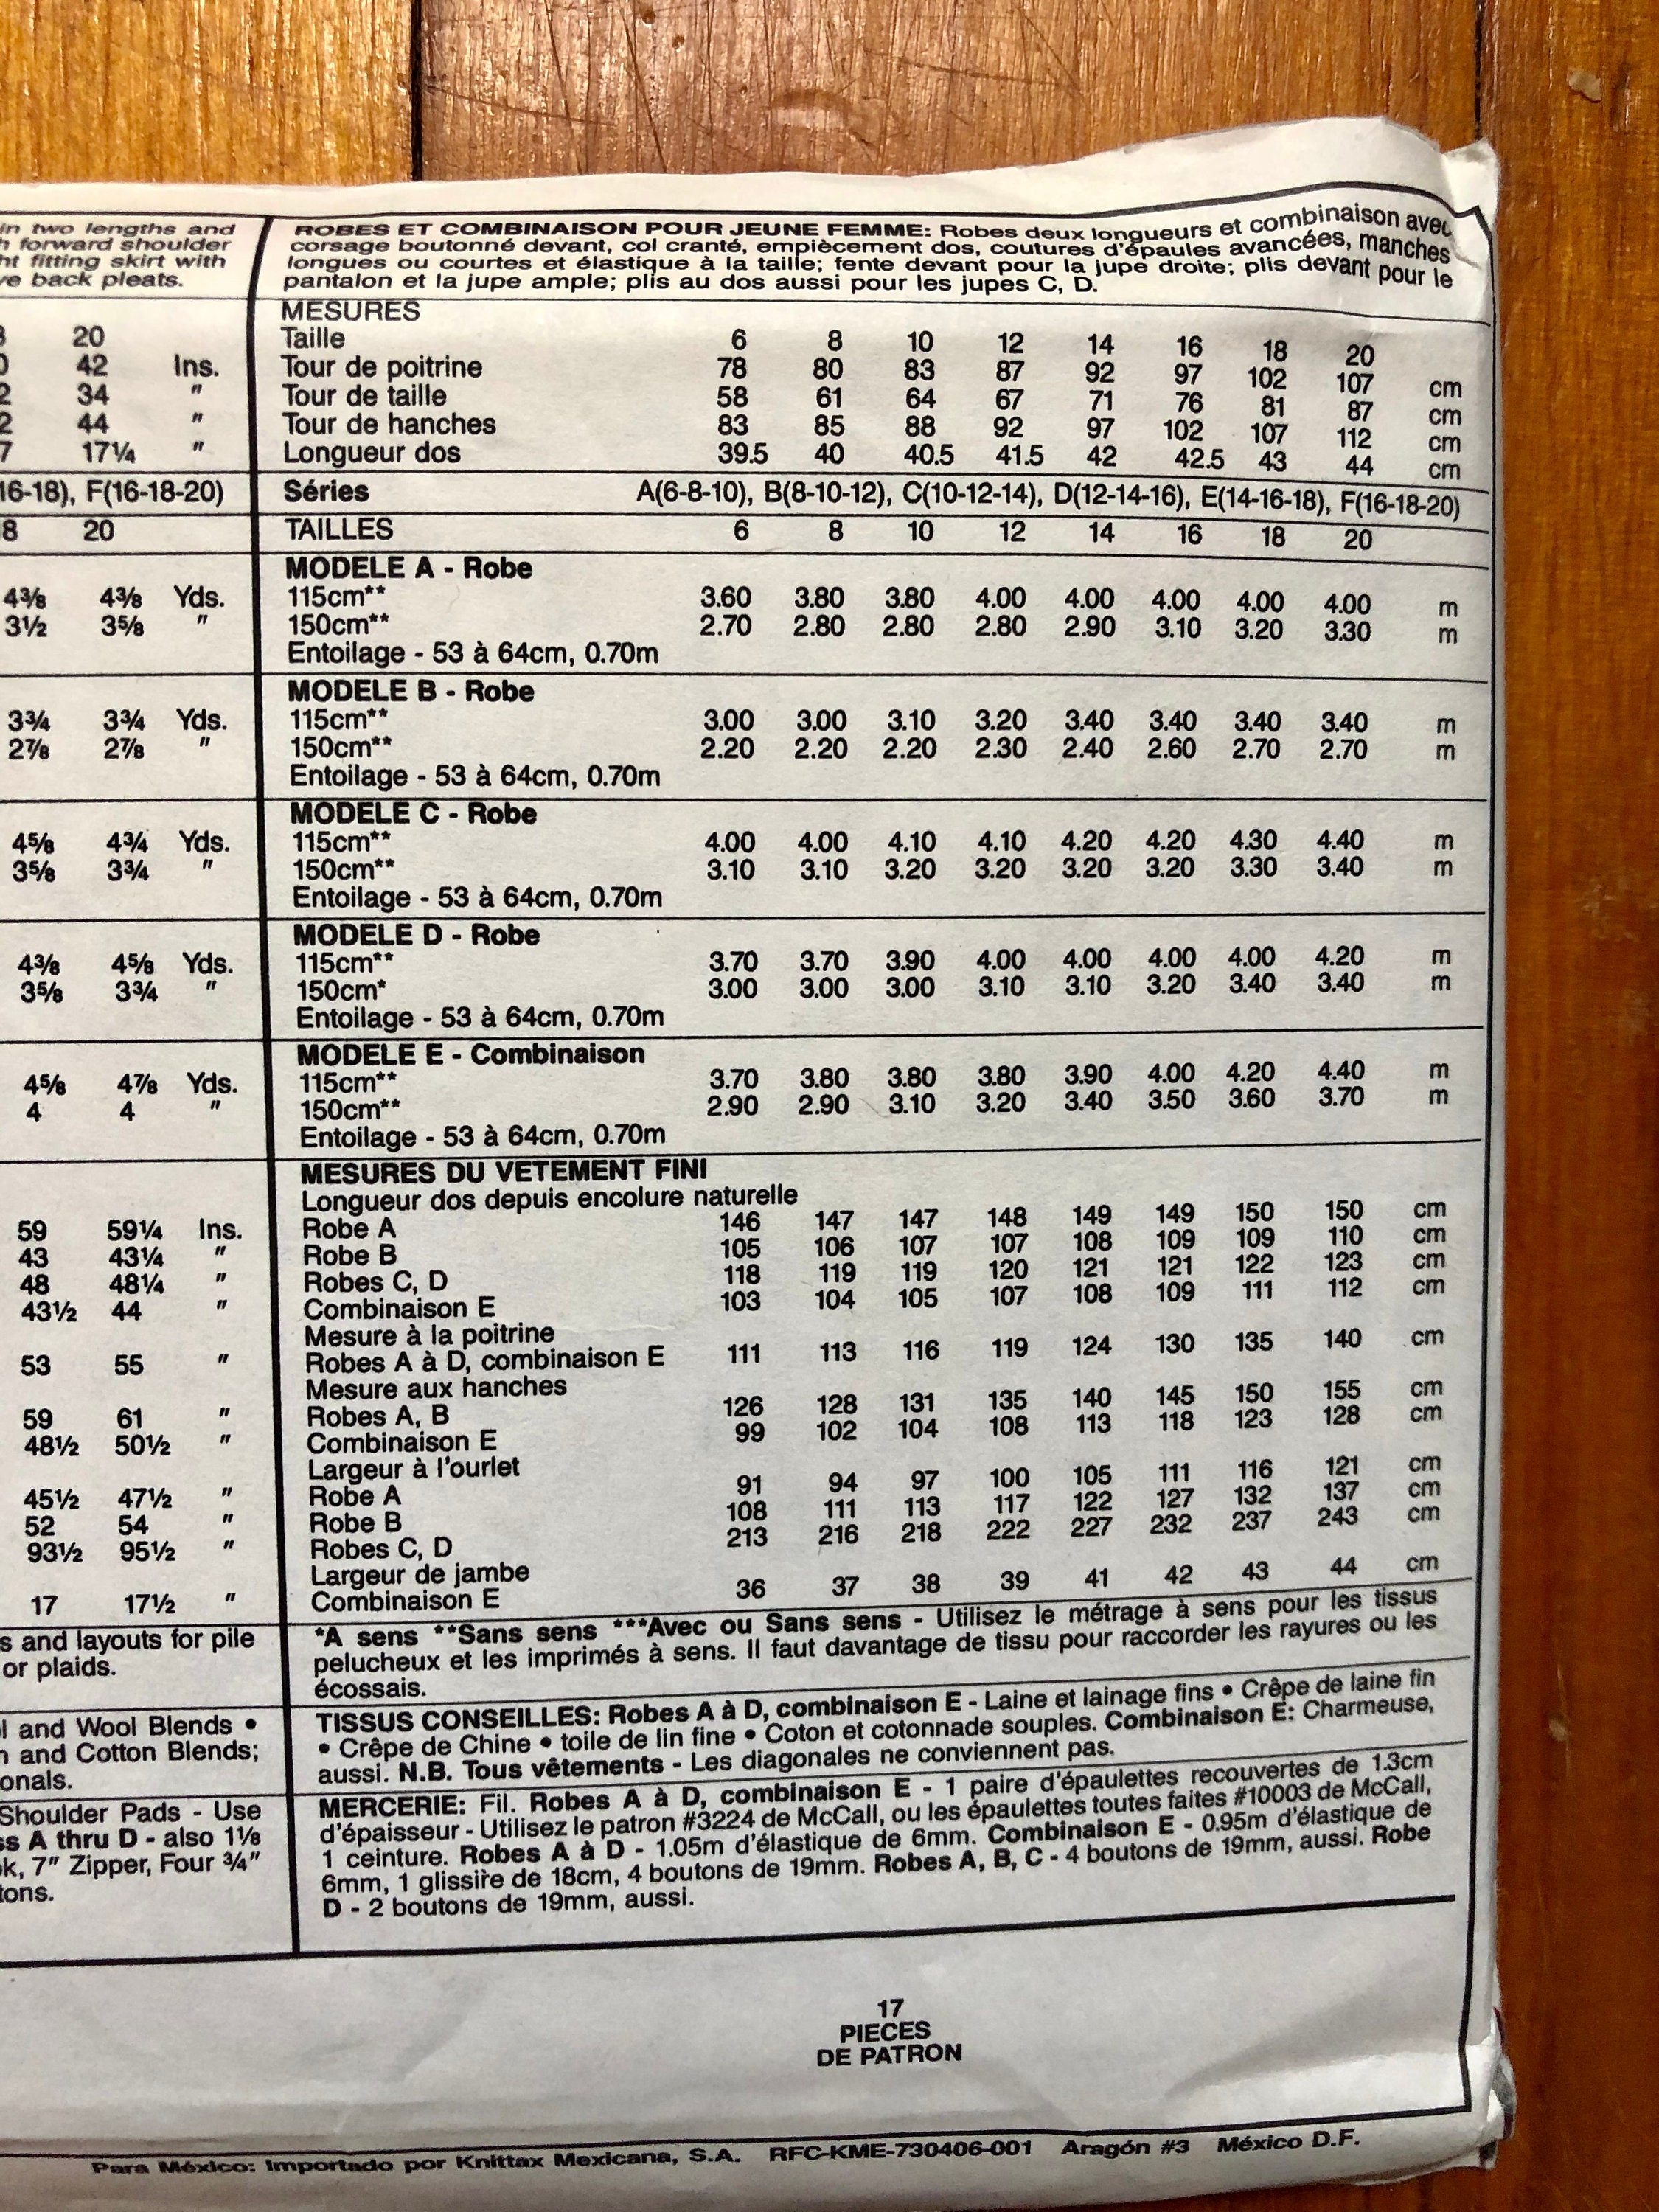 in two lengths and
forward shoulder
fitting skirt with
back pleats.
20
42 Ins.
34 "
44 "
17¼ "
16-18), F(16-18-20)
20
4⅜ 4⅜ Yds.
3½ 3⅝ "
3¾ 3¾ Yds.
2⅞ 2⅞ "
4⅝ 4¾ Yds.
3⅝ 3¾ "
4⅜ 4⅝ Yds.
3⅝ 3¾ "
4⅝ 4⅞ Yds.
4 4 "
59 59¼ Ins.
43 43¼ "
48 48¼ "
43½ 44 "
53 55 "
59 61 "
48½ 50½ "
45½ 47½ "
52 54 "
93½ 95½ "
17 17½ "
s and layouts for pile
or plaids.
and Wool Blends •
and Cotton Blends;
onals.
Shoulder Pads - Use
A thru D - also 1⅛
7" Zipper, Four ¾"
tons.
ROBES ET COMBINAISON POUR JEUNE FEMME: Robes deux longueurs et combinaison avec
corsage boutonné devant, col cranté, empiècement dos, coutures d'épaules avancées, manches
longues ou courtes et élastique à la taille; fente devant pour la jupe droite; plis devant pour le
pantalon et la jupe ample; plis au dos aussi pour les jupes C, D.
MESURES
Taille 6 8 10 12 14 16 18 20
Tour de poitrine 78 80 83 87 92 97 102 107 cm
Tour de taille 58 61 64 67 71 76 81 87 cm
Tour de hanches 83 85 88 92 97 102 107 112 cm
Longueur dos 39.5 40 40.5 41.5 42 42.5 43 44 cm
Séries A(6-8-10), B(8-10-12), C(10-12-14), D(12-14-16), E(14-16-18), F(16-18-20)
TAILLES 6 8 10 12 14 16 18 20
MODELE A - Robe
115cm** 3.60 3.80 3.80 4.00 4.00 4.00 4.00 4.00 m
150cm** 2.70 2.80 2.80 2.80 2.90 3.10 3.20 3.30 m
Entoilage - 53 à 64cm, 0.70m
MODELE B - Robe
115cm** 3.00 3.00 3.10 3.20 3.40 3.40 3.40 3.40 m
150cm** 2.20 2.20 2.20 2.30 2.40 2.60 2.70 2.70 m
Entoilage - 53 à 64cm, 0.70m
MODELE C - Robe
115cm** 4.00 4.00 4.10 4.10 4.20 4.20 4.30 4.40 m
150cm** 3.10 3.10 3.20 3.20 3.20 3.20 3.30 3.40 m
Entoilage - 53 à 64cm, 0.70m
MODELE D - Robe
115cm** 3.70 3.70 3.90 4.00 4.00 4.00 4.00 4.20 m
150cm* 3.00 3.00 3.00 3.10 3.10 3.20 3.40 3.40 m
Entoilage - 53 à 64cm, 0.70m
MODELE E - Combinaison
115cm** 3.70 3.80 3.80 3.80 3.90 4.00 4.20 4.40 m
150cm** 2.90 2.90 3.10 3.20 3.40 3.50 3.60 3.70 m
Entoilage - 53 à 64cm, 0.70m
MESURES DU VETEMENT FINI
Longueur dos depuis encolure naturelle
Robe A 146 147 147 148 149 149 150 150 cm
Robe B 105 106 107 107 108 109 109 110 cm
Robes C, D 118 119 119 120 121 121 122 123 cm
Combinaison E 103 104 105 107 108 109 111 112 cm
Mesure à la poitrine
Robes A à D, combinaison E 111 113 116 119 124 130 135 140 cm
Mesure aux hanches
Robes A, B 126 128 131 135 140 145 150 155 cm
Combinaison E 99 102 104 108 113 118 123 128 cm
Largeur à l'ourlet
Robe A 91 94 97 100 105 111 116 121 cm
Robe B 108 111 113 117 122 127 132 137 cm
Robes C, D 213 216 218 222 227 232 237 243 cm
Largeur de jambe
Combinaison E 36 37 38 39 41 42 43 44 cm
*A sens **Sans sens ***Avec ou Sans sens - Utilisez le métrage à sens pour les tissus
pelucheux et les imprimés à sens. Il faut davantage de tissu pour raccorder les rayures ou les
écossais.
TISSUS CONSEILLES: Robes A à D, combinaison E - Laine et lainage fins • Crêpe de laine fin
• Crêpe de Chine • toile de lin fine • Coton et cotonnade souples. Combinaison E: Charmeuse,
aussi. N.B. Tous vêtements - Les diagonales ne conviennent pas.
MERCERIE: Fil. Robes A à D, combinaison E - 1 paire d'épaulettes recouvertes de 1.3cm
d'épaisseur - Utilisez le patron #3224 de McCall, ou les épaulettes toutes faites #10003 de McCall,
1 ceinture. Robes A à D - 1.05m d'élastique de 6mm. Combinaison E - 0.95m d'élastique de
6mm, 1 glissire de 18cm, 4 boutons de 19mm. Robes A, B, C - 4 boutons de 19mm, aussi. Robe
D - 2 boutons de 19mm, aussi.
17
PIECES
DE PATRON
Para México: Importado por Knittax Mexicana, S.A. RFC-KME-730406-001 Aragón #3 México D.F.